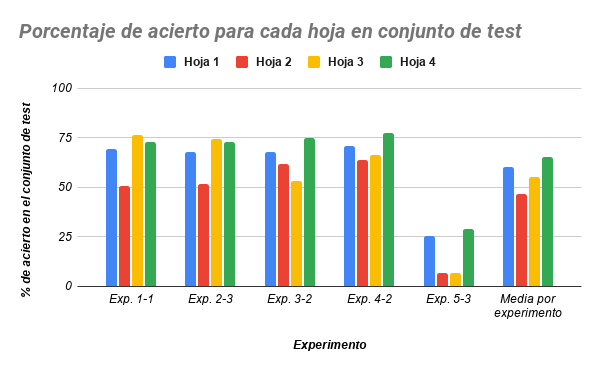 Porcentaje de acierto para cada hoja en conjunto de test
Hoja 1 Hoja 2 Hoja 3 Hoja 4
% de acierto en el conjunto de test
100
75
50
25
0
Exp. 1-1 Exp. 2-3 Exp. 3-2 Exp. 4-2 Exp. 5-3 Media por
experimento
Experimento